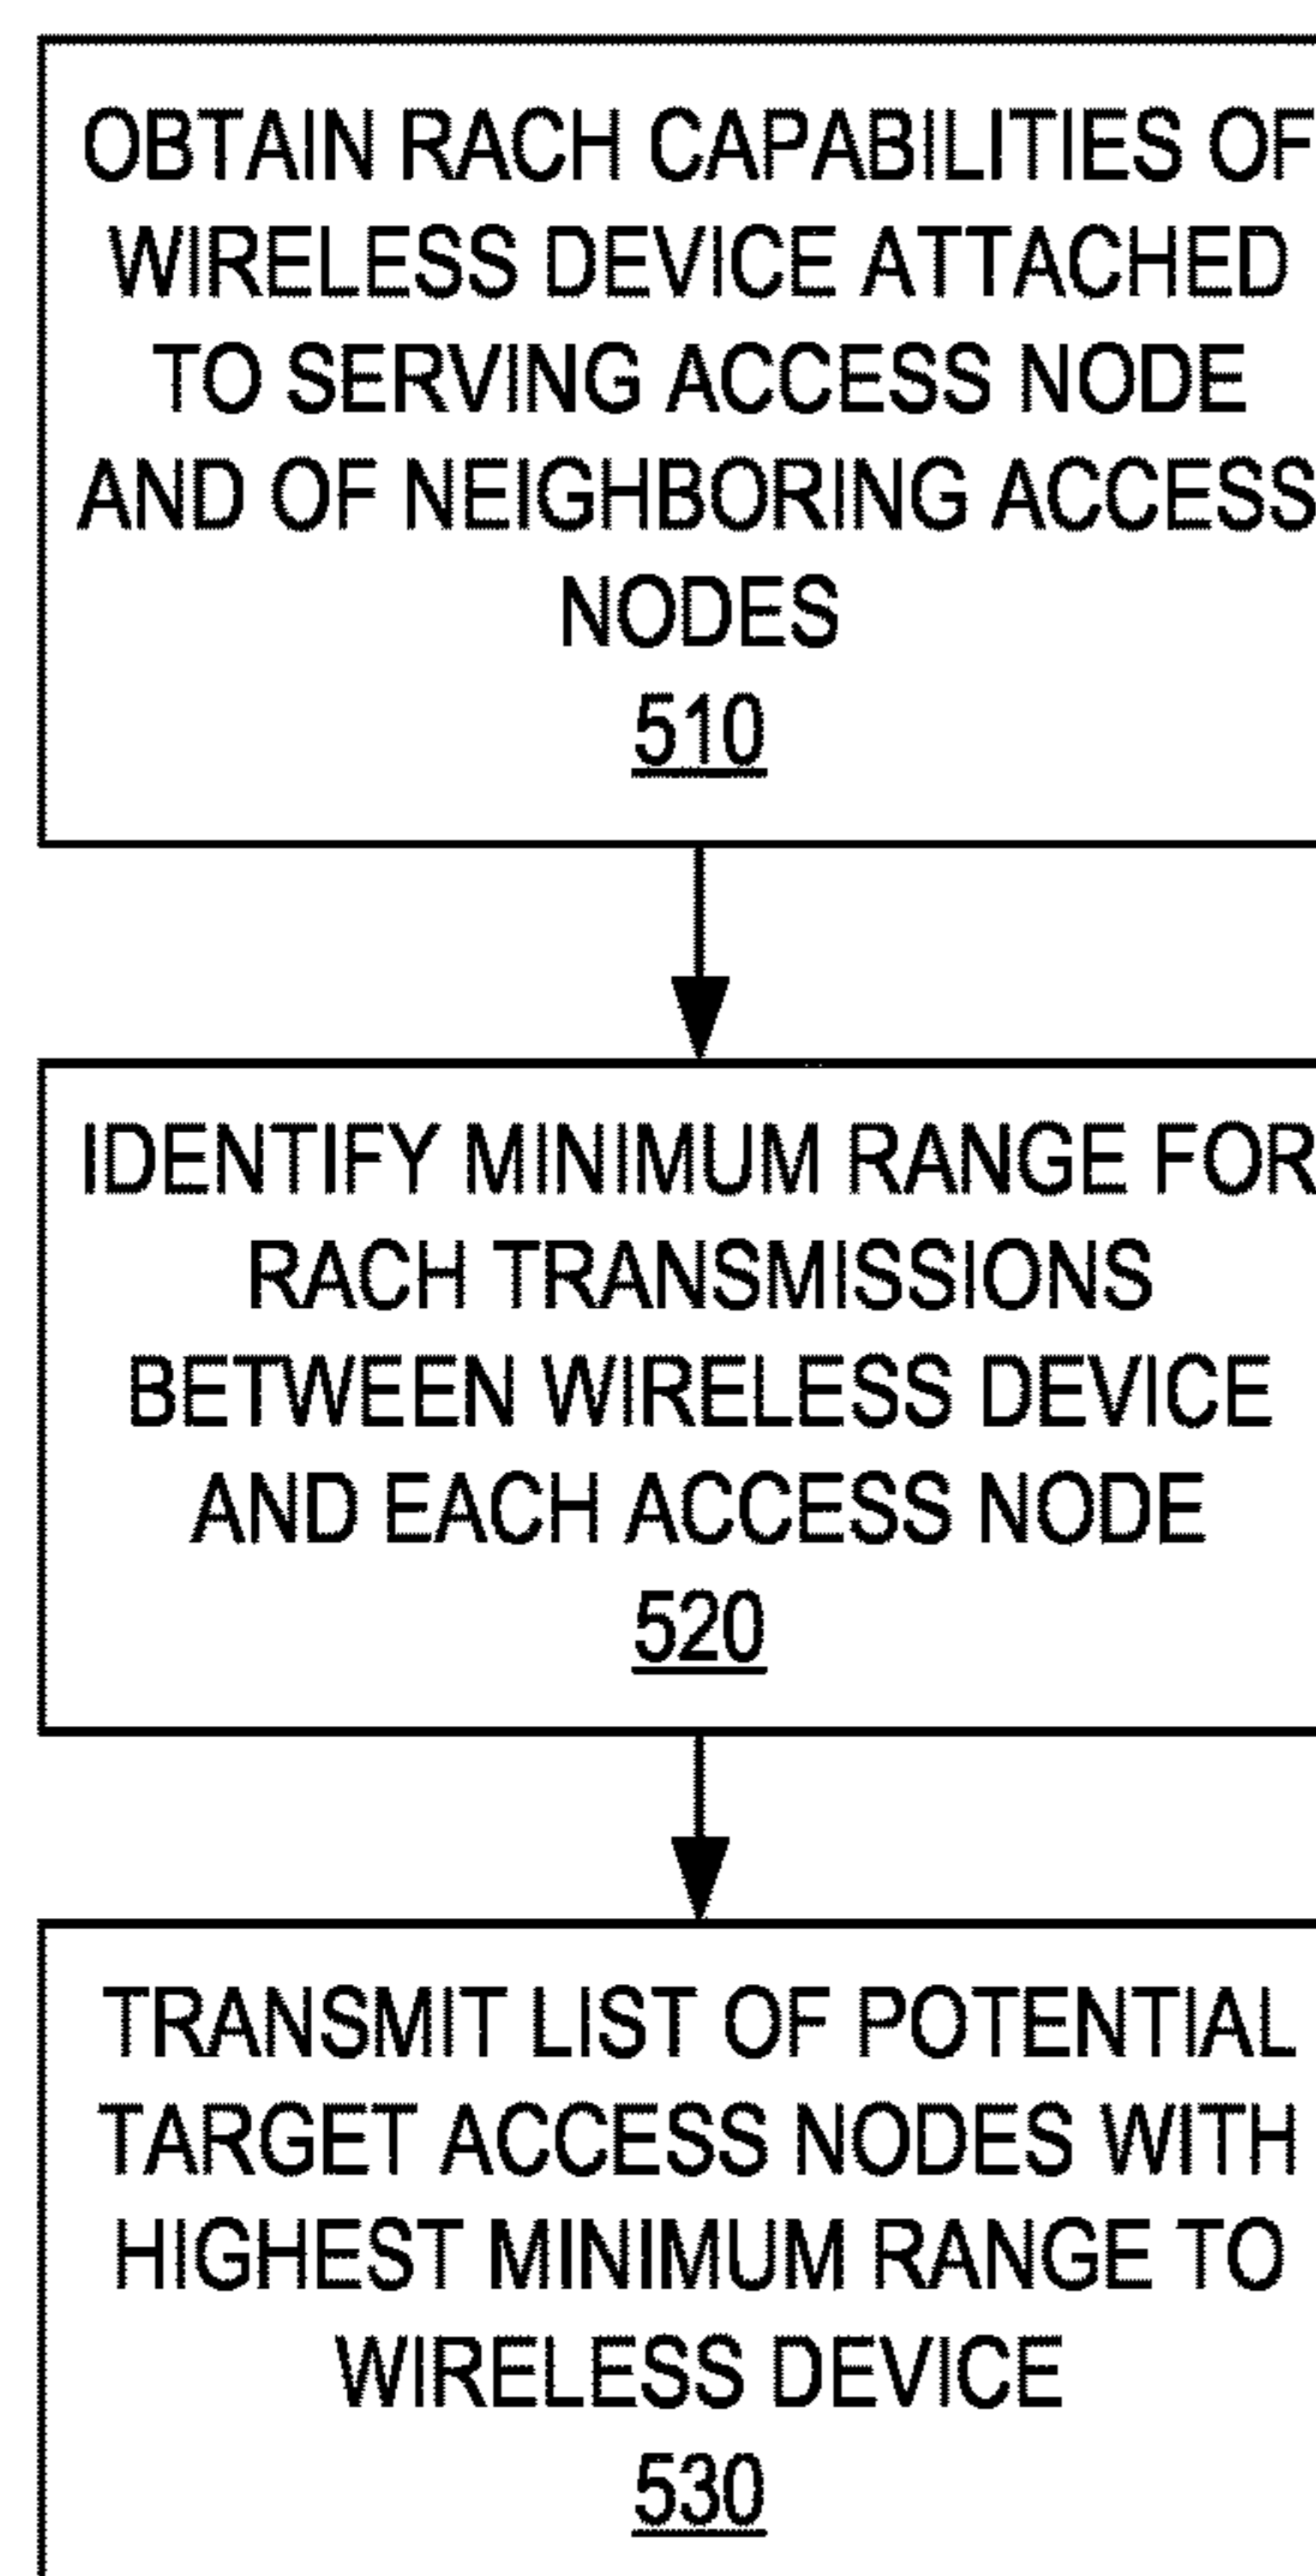 OBTAIN RACH CAPABILITIES OF
WIRELESS DEVICE ATTACHED
TO SERVING ACCESS NODE
AND OF NEIGHBORING ACCESS
NODES
510
IDENTIFY MINIMUM RANGE FOR
RACH TRANSMISSIONS
BETWEEN WIRELESS DEVICE
AND EACH ACCESS NODE
520
TRANSMIT LIST OF POTENTIAL
TARGET ACCESS NODES WITH
HIGHEST MINIMUM RANGE TO
WIRELESS DEVICE
530